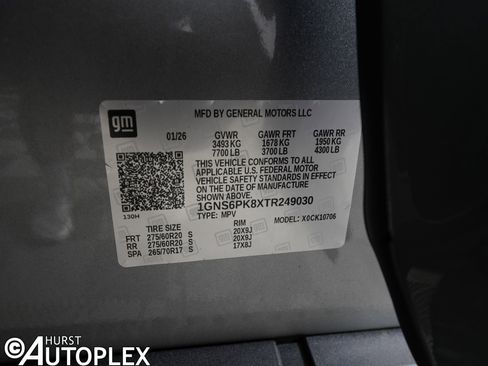 gm
MFD BY GENERAL MOTORS LLC
01/26 GVWR GAWR FRT GAWR RR
3493 KG 1678 KG 1950 KG
7700 LB 3700 LB 4300 LB
THIS VEHICLE CONFORMS TO ALL
APPLICABLE U.S. FEDERAL MOTOR
VEHICLE SAFETY STANDARDS IN
EFFECT ON THE DATE OF
MANUFACTURE SHOWN ABOVE.
1GNS6PK8XTR249030
130H
TYPE: MPV MODEL: X0CK10706
TIRE SIZE RIM
FRT 275/60R20 S 20X9J
RR 275/60R20 S 20X9J
SPA 265/70R17 S 17X8J
© HURST
AUTOPLEX